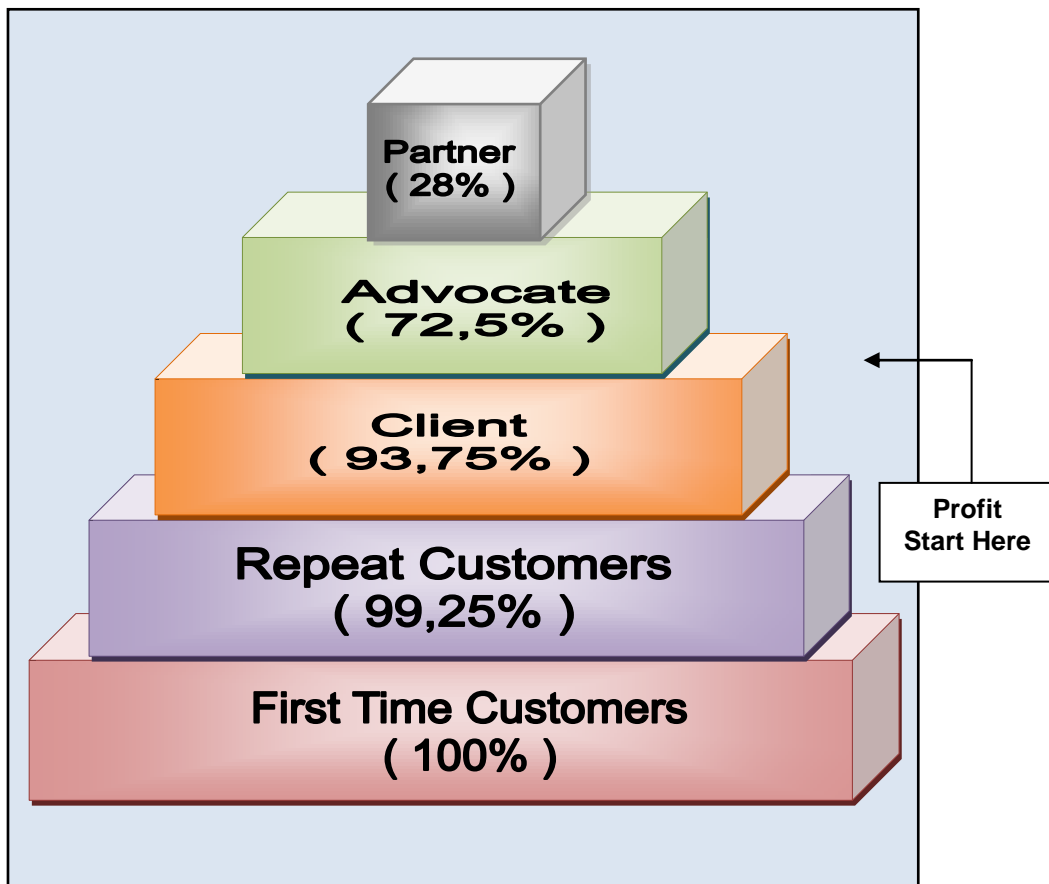 Partner
( 28% )
Advocate
( 72,5% )
Client
( 93,75% )
Profit
Start Here
Repeat Customers
( 99,25% )
First Time Customers
( 100% )